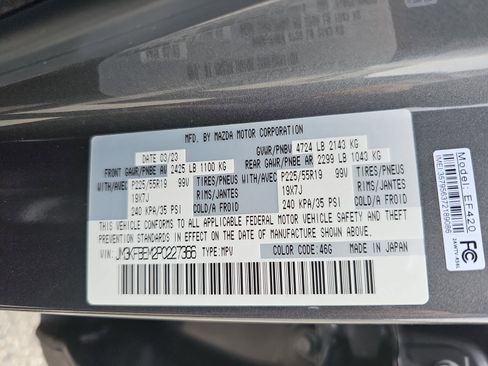 MFD. BY MAZDA MOTOR CORPORATION
DATE 03/23 GVWR/PNBV 4724 LB 2143 KG
FRONT GAWR/PNBE AV 2425 LB 1100 KG REAR GAWR/PNBE AR 2299 LB 1043 KG
WITH/AVEC P225/55R19 99V TIRES/PNEUS WITH/AVEC P225/55R19 99V TIRES/PNEUS
19X7J RIMS/JANTES 19X7J RIMS/JANTES
240 KPA/35 PSI COLD/A FROID 240 KPA/35 PSI COLD/A FROID
THIS VEHICLE CONFORMS TO ALL APPLICABLE FEDERAL MOTOR VEHICLE SAFETY AND THEFT
PREVENTION STANDARDS IN EFFECT ON THE DATE OF MANUFACTURE SHOWN ABOVE.
VIN. JM3KFBEM2P0227366 TYPE:MPV COLOR CODE:46G MADE IN JAPAN
Model: EF420
FC